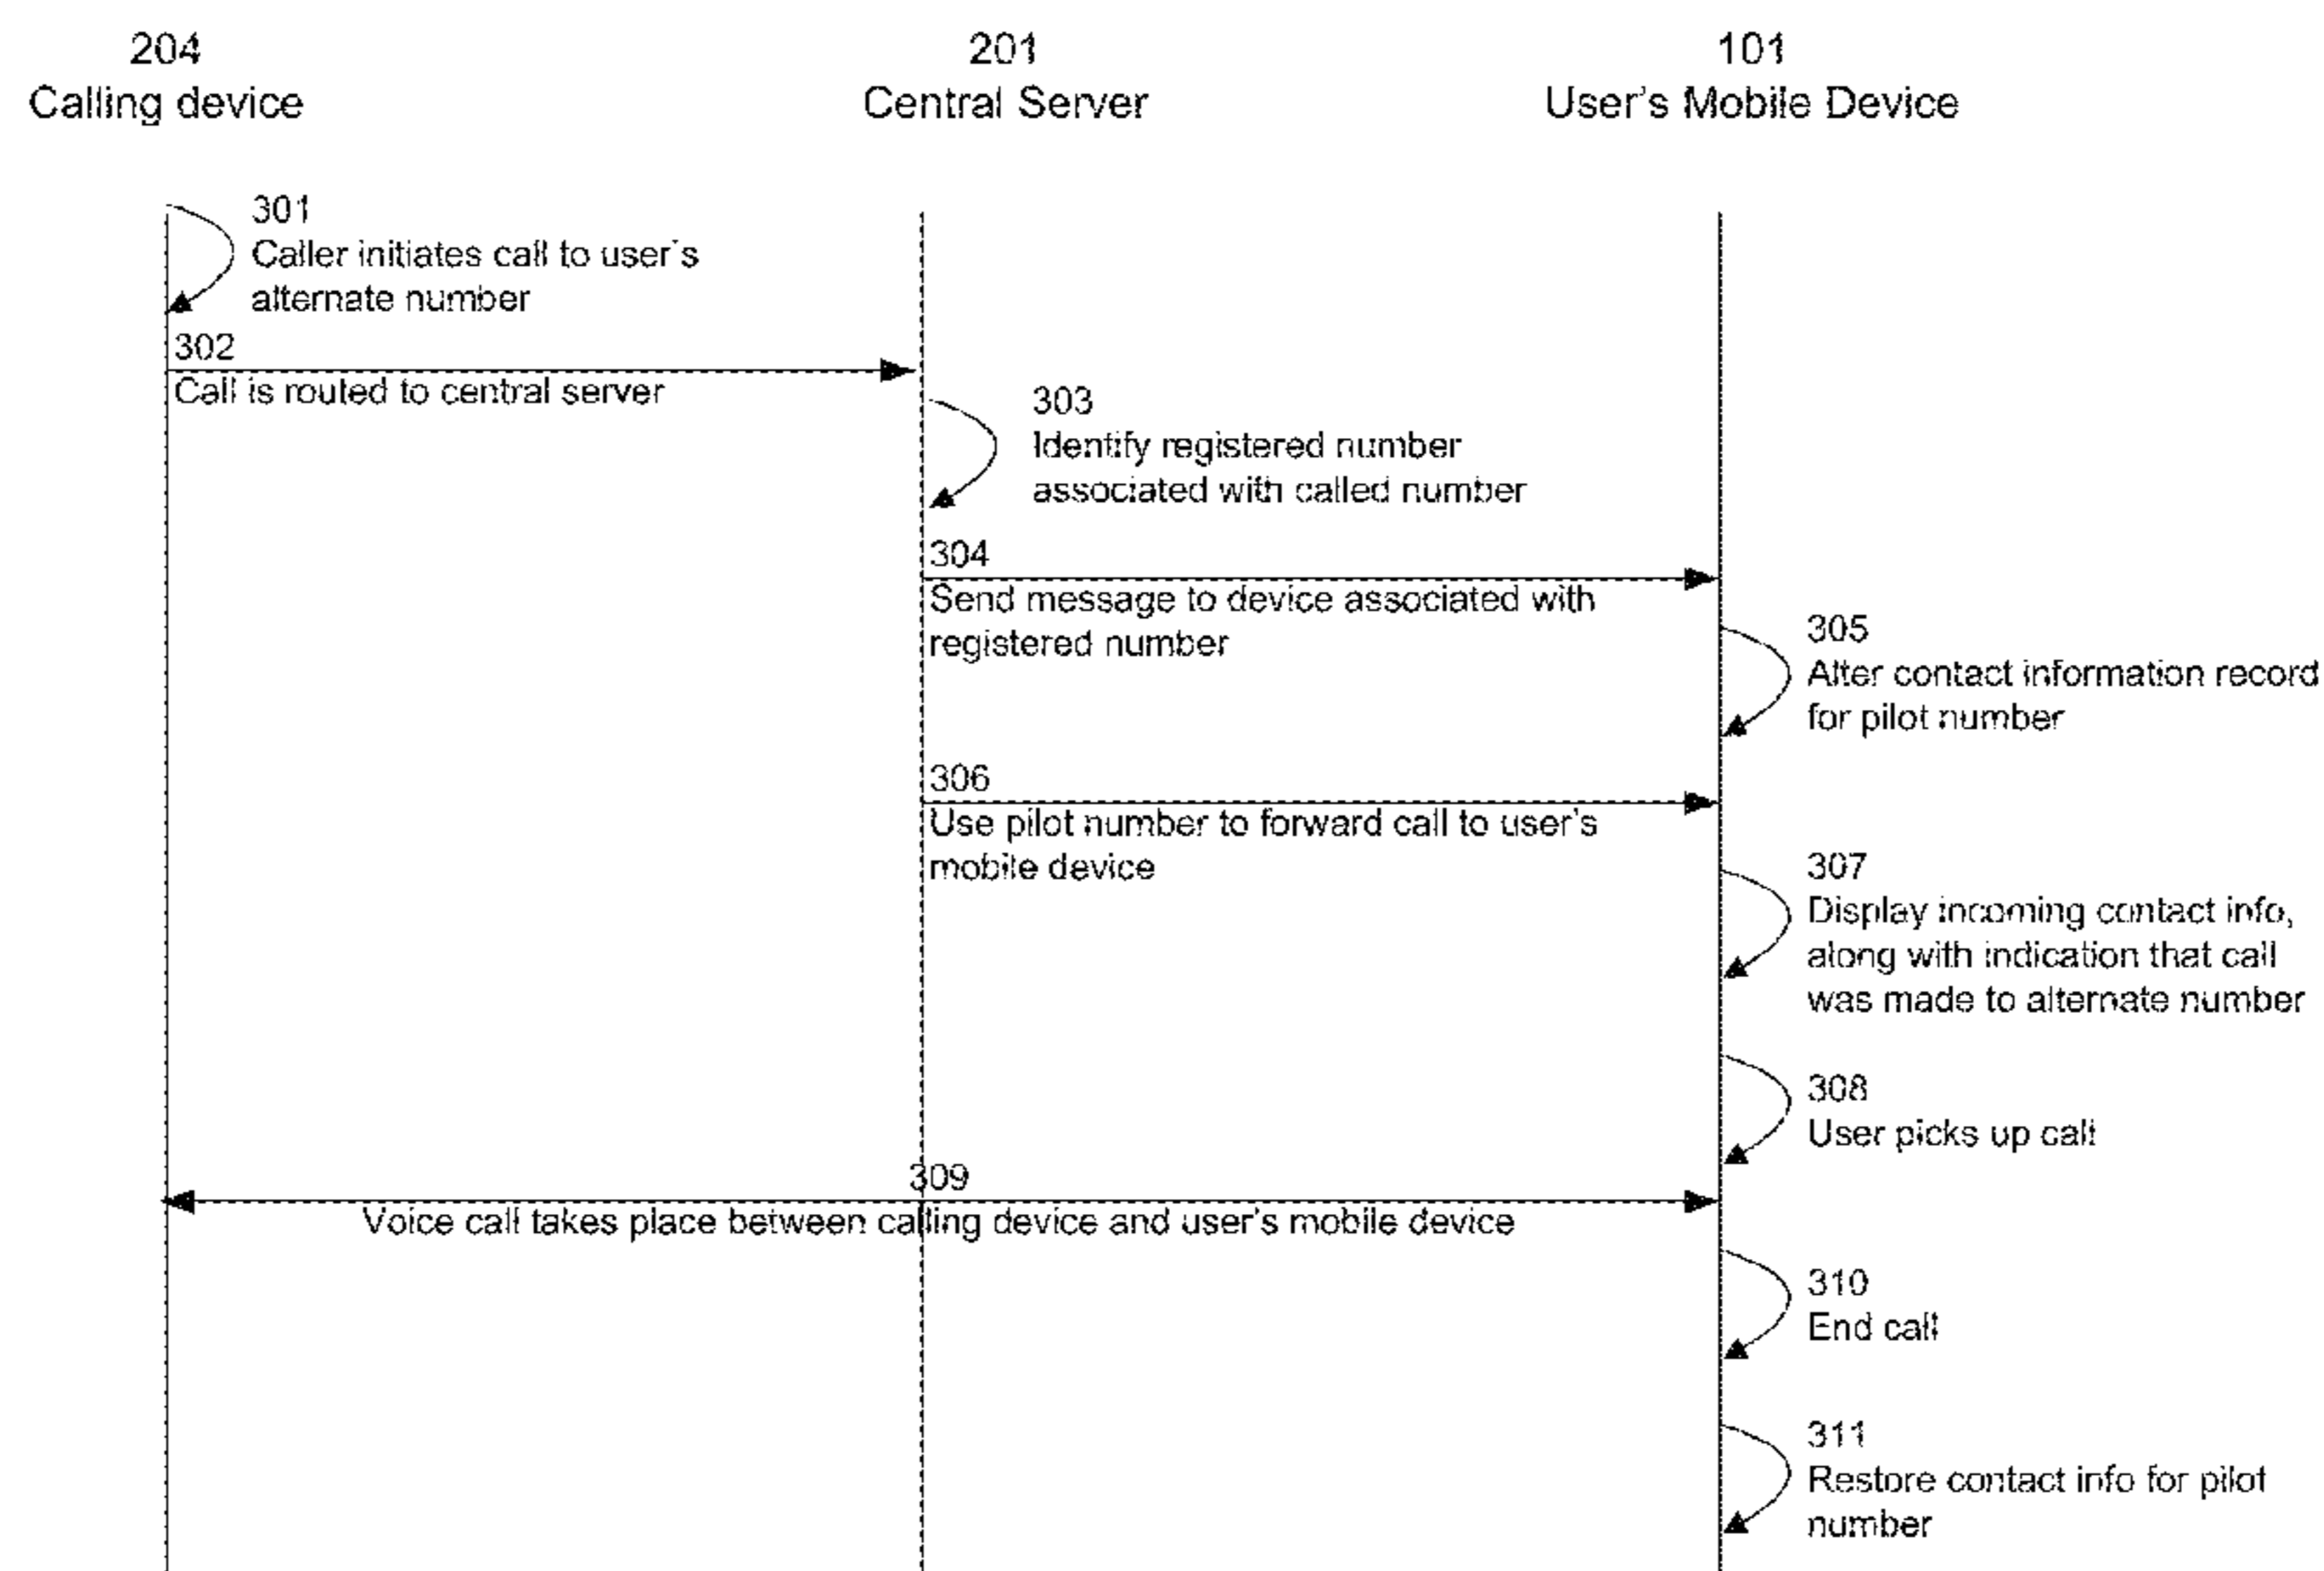 204
Calling device
201
Central Server
101
User's Mobile Device
301
Caller initiates call to user's
alternate number
302
Call is routed to central server
303
Identify registered number
associated with called number
304
Send message to device associated with
registered number
305
Alter contact information record
for pilot number
306
Use pilot number to forward call to user's
mobile device
307
Display incoming contact info,
along with indication that call
was made to alternate number
308
User picks up call
309
Voice call takes place between calling device and user's mobile device
310
End call
311
Restore contact info for pilot
number